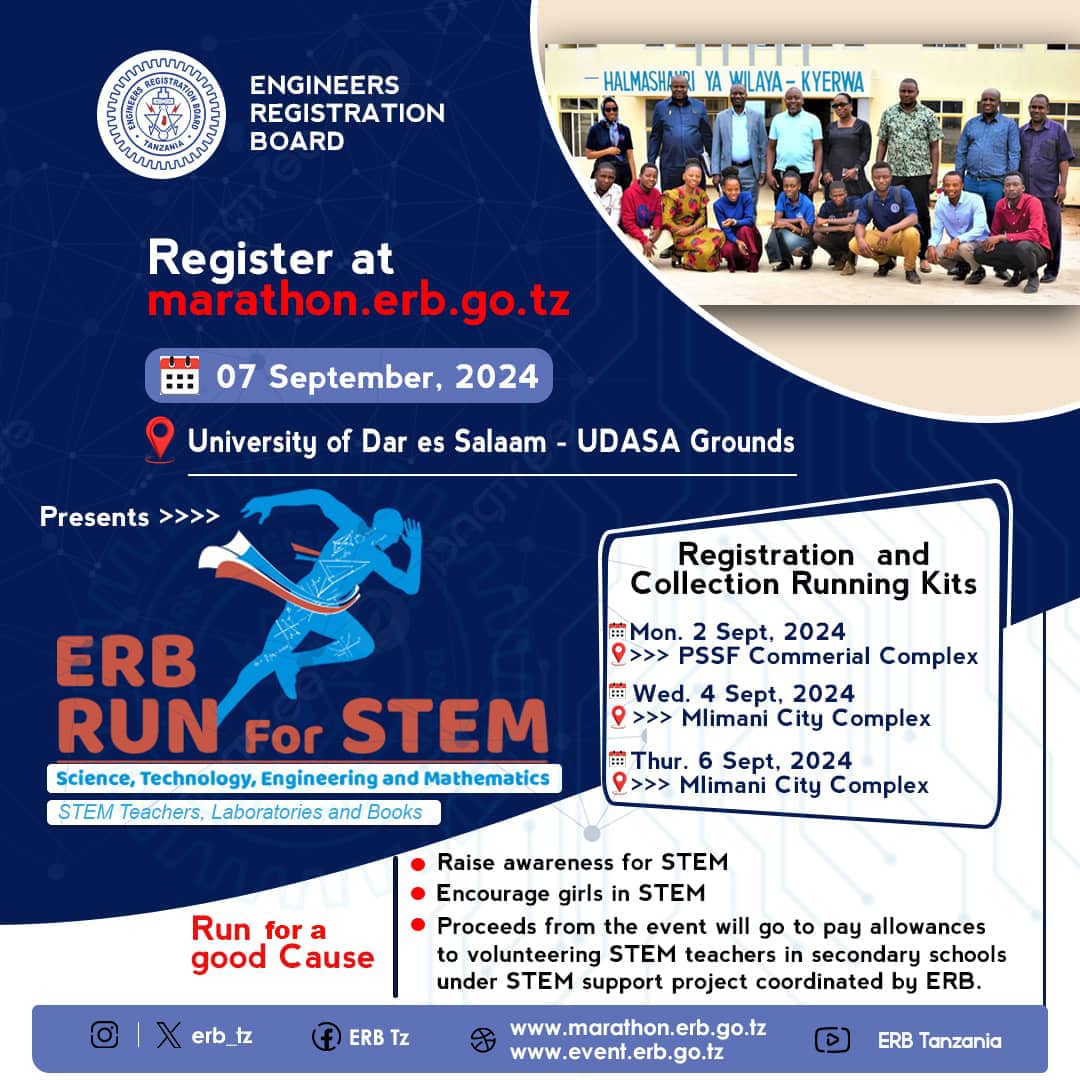 ENGINEERS REGISTRATION BOARD
TANZANIA
ENGINEERS
REGISTRATION
BOARD
HALMASHAURI YA WILAYA - KYERWA
Register at
marathon.erb.go.tz
07 September, 2024
University of Dar es Salaam - UDASA Grounds
Presents >>>>
ERB
RUN For STEM
Science, Technology, Engineering and Mathematics
STEM Teachers, Laboratories and Books
Registration and
Collection Running Kits
Mon. 2 Sept, 2024
>>> PSSF Commerial Complex
Wed. 4 Sept, 2024
>>> Mlimani City Complex
Thur. 6 Sept, 2024
>>> Mlimani City Complex
Run for a
good Cause
Raise awareness for STEM
Encourage girls in STEM
Proceeds from the event will go to pay allowances
to volunteering STEM teachers in secondary schools
under STEM support project coordinated by ERB.
erb_tz
ERB Tz
www.marathon.erb.go.tz
www.event.erb.go.tz
ERB Tanzania